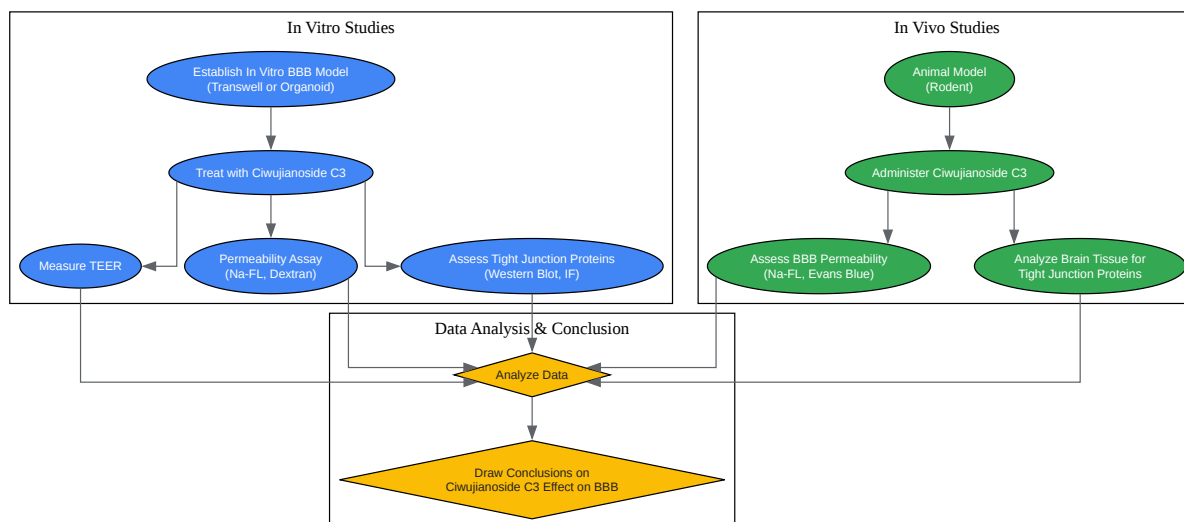 In Vitro Studies
Establish In Vitro BBB Model
(Transwell or Organoid)
Treat with Ciwujianoside C3
Measure TEER
Permeability Assay
(Na-FL, Dextran)
Assess Tight Junction Proteins
(Western Blot, IF)
In Vivo Studies
Animal Model
(Rodent)
Administer Ciwujianoside C3
Assess BBB Permeability
(Na-FL, Evans Blue)
Analyze Brain Tissue for
Tight Junction Proteins
Data Analysis & Conclusion
Analyze Data
Draw Conclusions on
Ciwujianoside C3 Effect on BBB